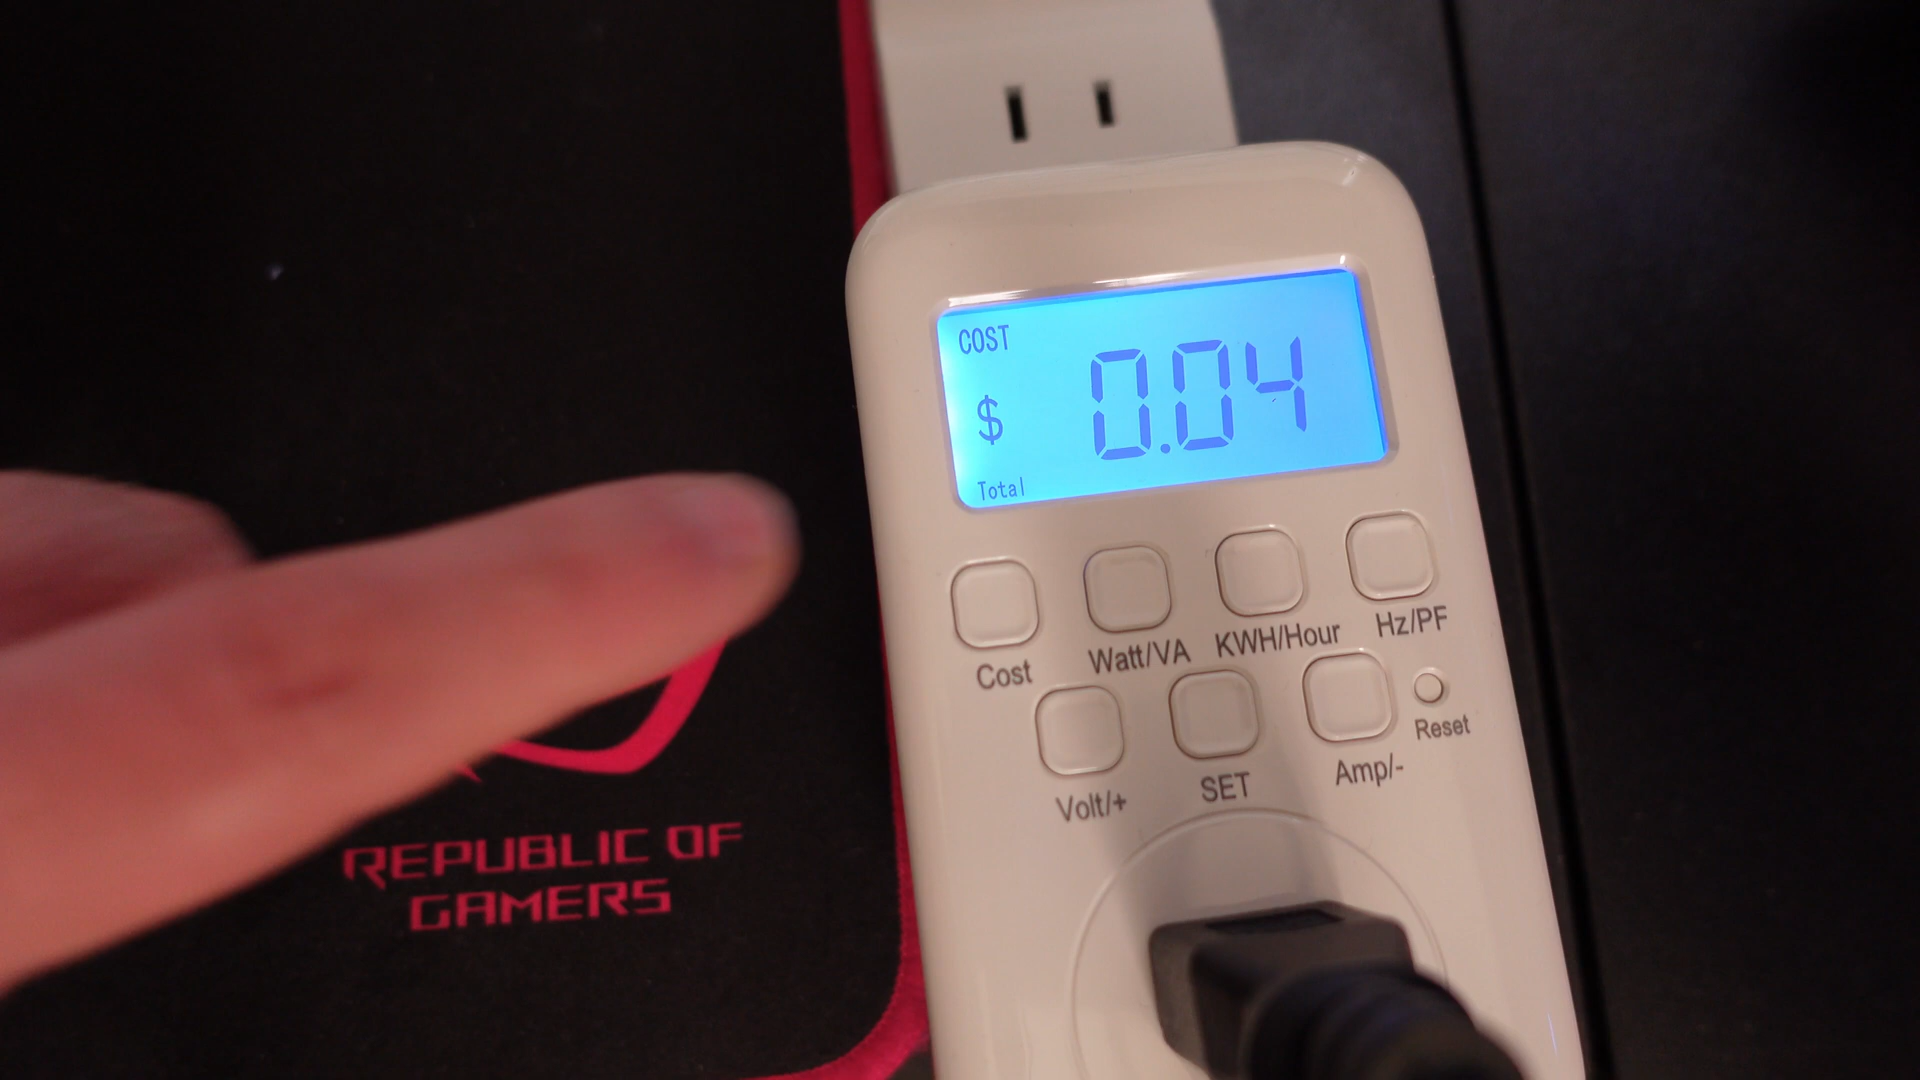 COST
$ 0.04
Total
Cost
Watt/VA
KWH/Hour
Hz/PF
Volt/+
SET
Amp/-
Reset
REPUBLIC OF
GAMERS